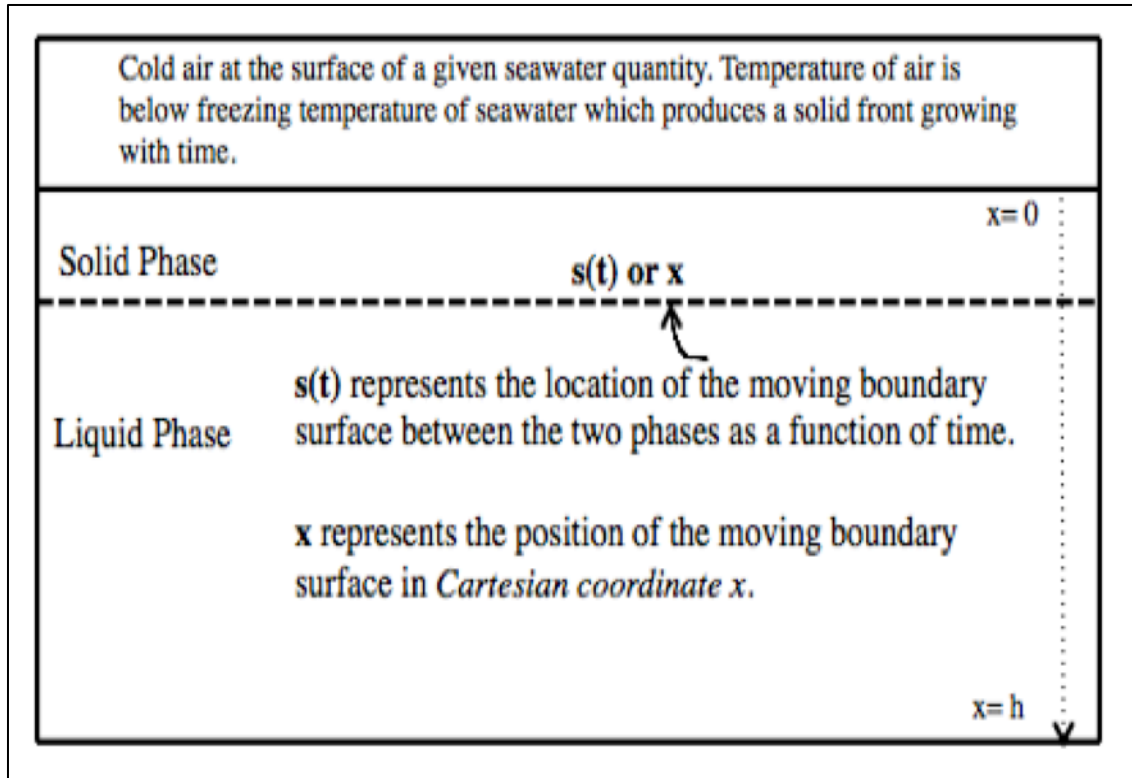 Cold air at the surface of a given seawater quantity. Temperature of air is
below freezing temperature of seawater which produces a solid front growing
with time.
x= 0
Solid Phase
s(t) or x
s(t) represents the location of the moving boundary
Liquid Phase
surface between the two phases as a function of time.
x represents the position of the moving boundary
surface in Cartesian coordinate x.
x= h